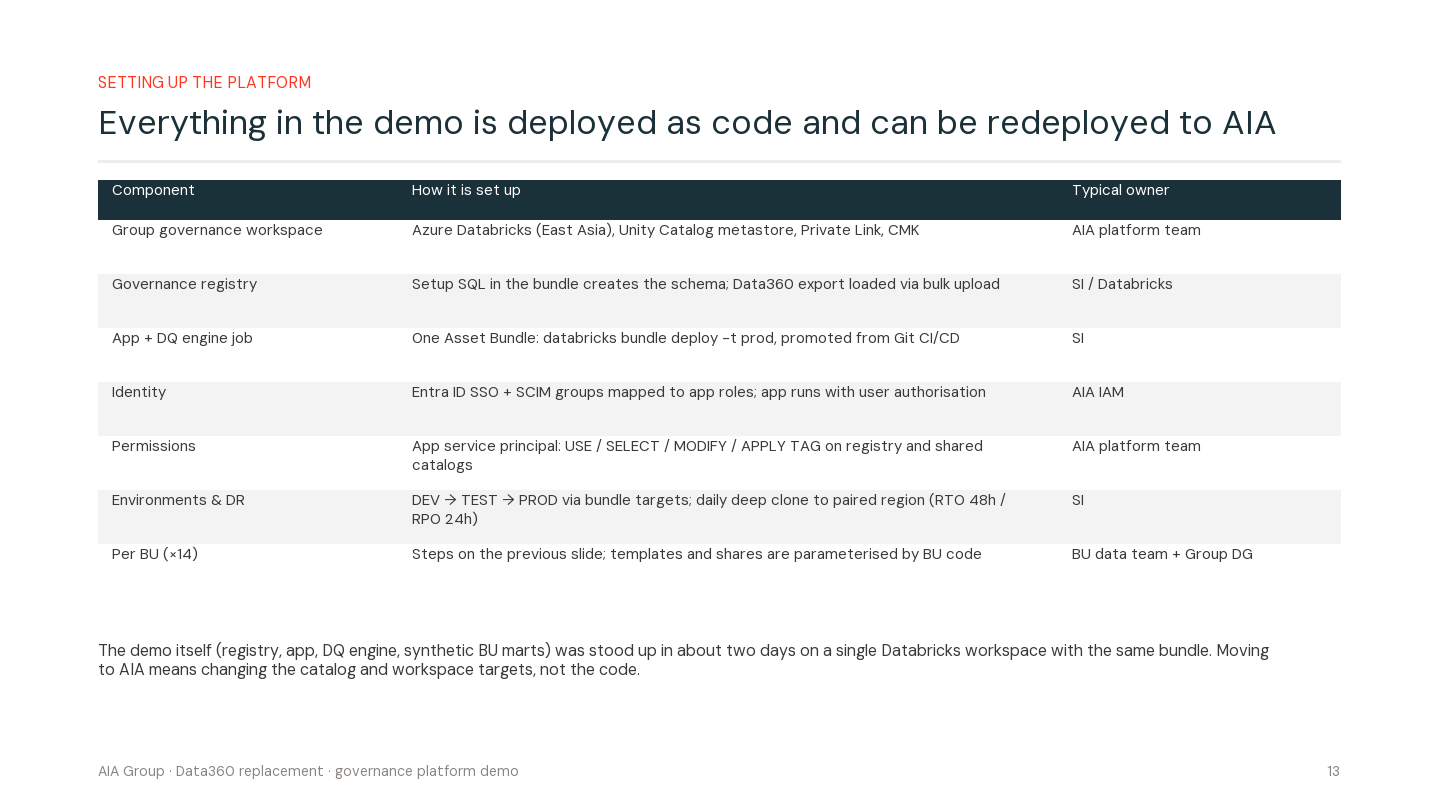 SETTING UP THE PLATFORM
Everything in the demo is deployed as code and can be redeployed to AIA
Component How it is set up Typical owner
Group governance workspace Azure Databricks (East Asia), Unity Catalog metastore, Private Link, CMK AIA platform team
Governance registry Setup SQL in the bundle creates the schema; Data360 export loaded via bulk upload SI / Databricks
App + DQ engine job One Asset Bundle: databricks bundle deploy -t prod, promoted from Git CI/CD SI
Identity Entra ID SSO + SCIM groups mapped to app roles; app runs with user authorisation AIA IAM
Permissions App service principal: USE / SELECT / MODIFY / APPLY TAG on registry and shared AIA platform team
catalogs
Environments & DR DEV → TEST → PROD via bundle targets; daily deep clone to paired region (RTO 48h / SI
RPO 24h)
Per BU (×14) Steps on the previous slide; templates and shares are parameterised by BU code BU data team + Group DG
The demo itself (registry, app, DQ engine, synthetic BU marts) was stood up in about two days on a single Databricks workspace with the same bundle. Moving
to AIA means changing the catalog and workspace targets, not the code.
AIA Group · Data360 replacement · governance platform demo 13